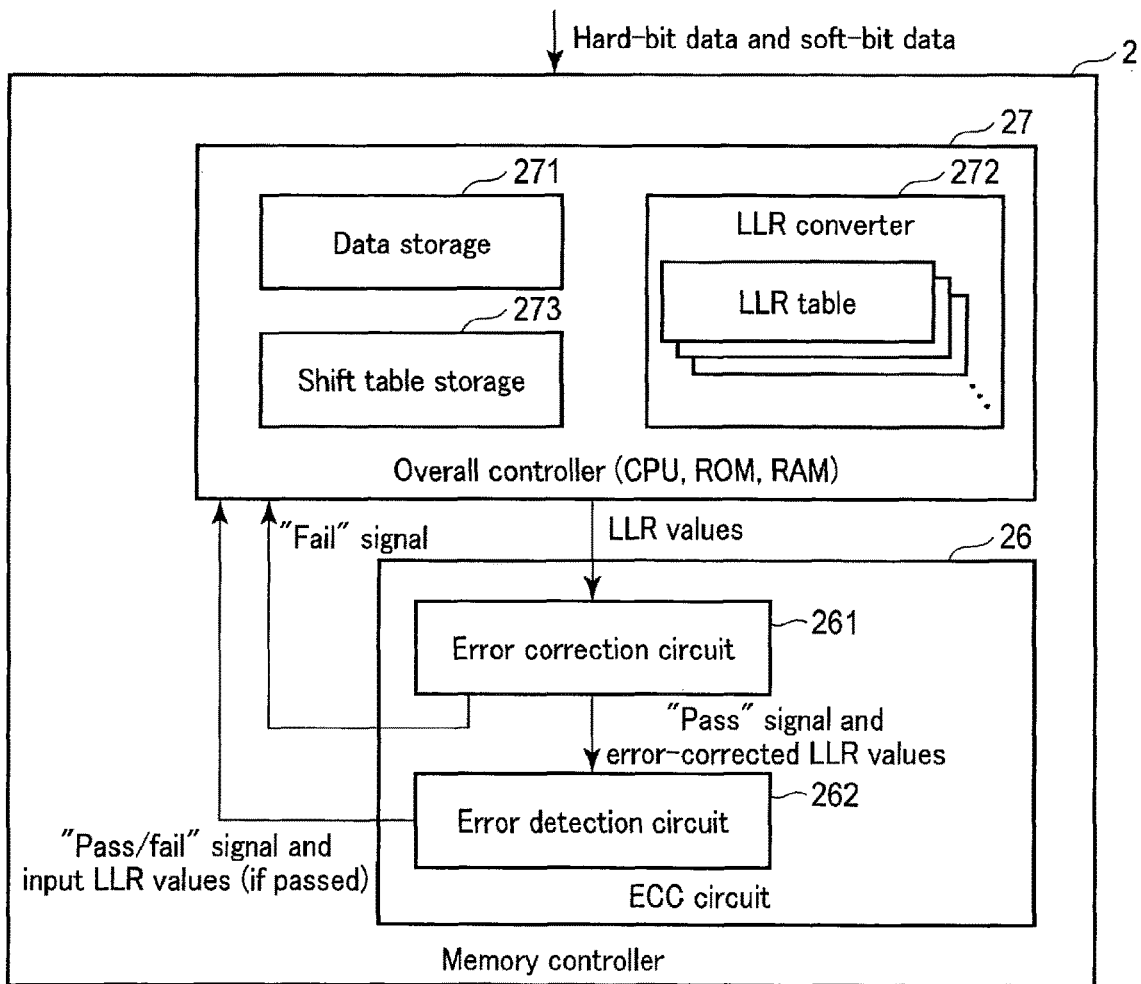 Hard-bit data and soft-bit data
2
27
271
272
Data storage
LLR converter
LLR table
273
Shift table storage
Overall controller (CPU, ROM, RAM)
"Fail" signal
LLR values
26
261
Error correction circuit
"Pass" signal and
error-corrected LLR values
262
Error detection circuit
"Pass/fail" signal and
input LLR values (if passed)
ECC circuit
Memory controller